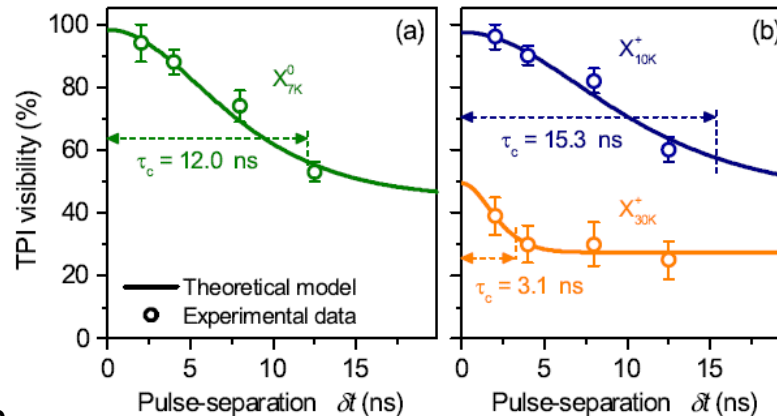 TPI visibility (%)
100
80
60
40
20
0
(a)
X⁰₇K
τc = 12.0 ns
Theoretical model
Experimental data
0 5 10 15
Pulse-separation δt (ns)
(b)
X⁺₁₀K
τc = 15.3 ns
X⁺₃₀K
τc = 3.1 ns
0 5 10 15
Pulse-separation δt (ns)